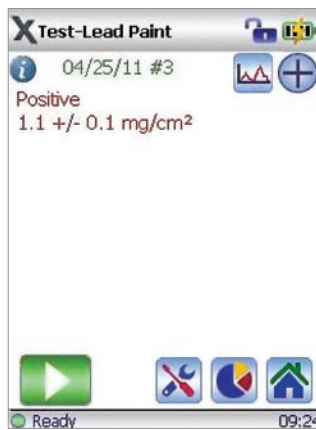 X Test-Lead Paint
04/25/11 #3
Positive
1.1 +/- 0.1 mg/cm²
Ready
09:24